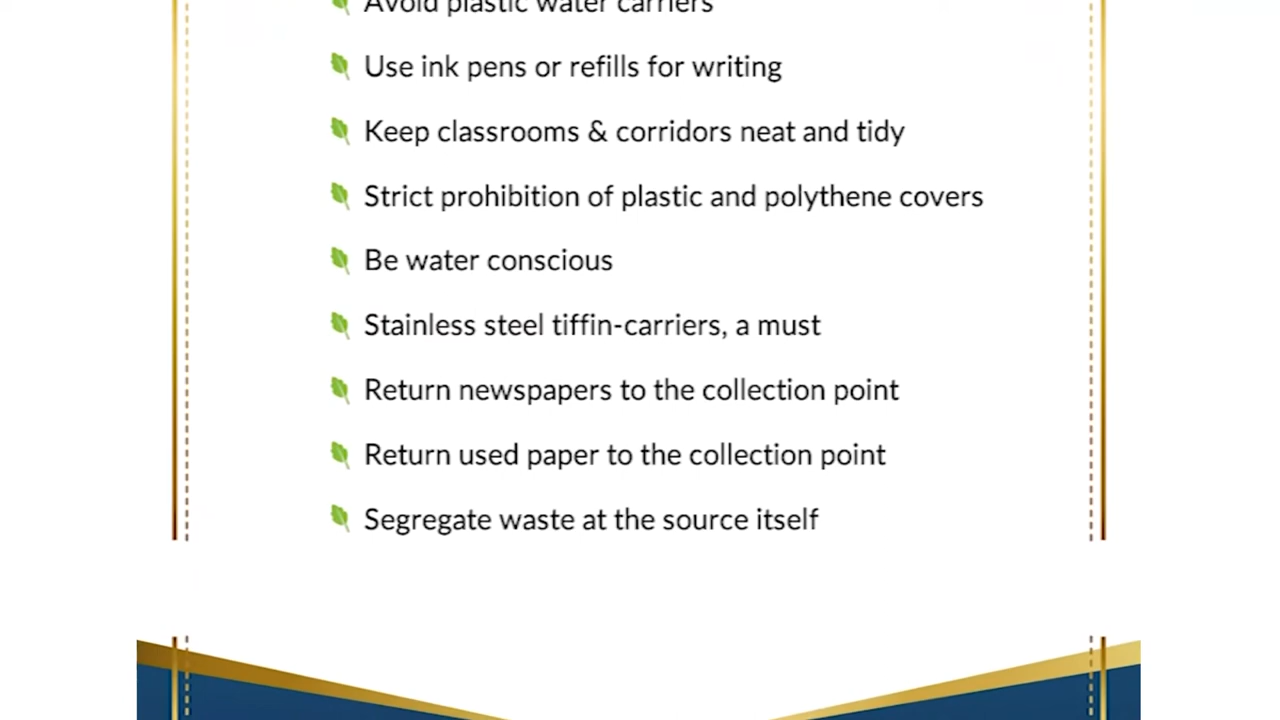 Avoid plastic water carriers
Use ink pens or refills for writing
Keep classrooms & corridors neat and tidy
Strict prohibition of plastic and polythene covers
Be water conscious
Stainless steel tiffin-carriers, a must
Return newspapers to the collection point
Return used paper to the collection point
Segregate waste at the source itself